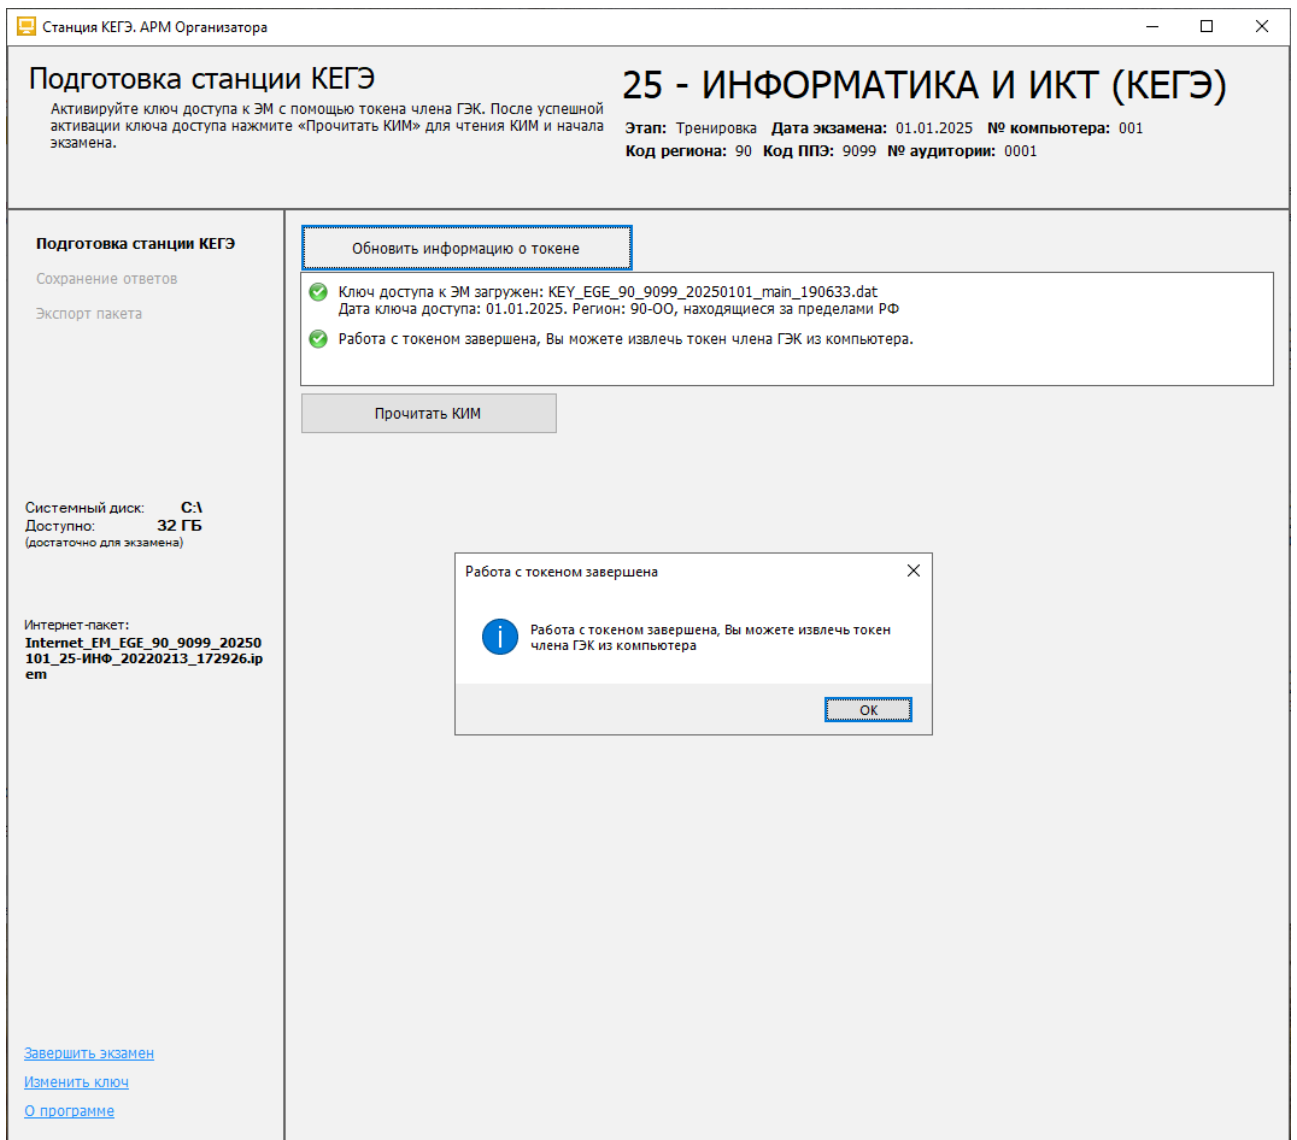 Станция КЕГЭ. АРМ Организатора
Подготовка станции КЕГЭ
Активируйте ключ доступа к ЭМ с помощью токена члена ГЭК. После успешной
активации ключа доступа нажмите «Прочитать КИМ» для чтения КИМ и начала
экзамена.
25 - ИНФОРМАТИКА И ИКТ (КЕГЭ)
Этап: Тренировка Дата экзамена: 01.01.2025 № компьютера: 001
Код региона: 90 Код ППЭ: 9099 № аудитории: 0001
Подготовка станции КЕГЭ
Сохранение ответов
Экспорт пакета
Системный диск: C:\
Доступно: 32 ГБ
(достаточно для экзамена)
Интернет-пакет:
Internet_EM_EGE_90_9099_20250
101_25-ИНФ_20220213_172926.ip
em
Завершить экзамен
Изменить ключ
О программе
Обновить информацию о токене
Ключ доступа к ЭМ загружен: KEY_EGE_90_9099_20250101_main_190633.dat
Дата ключа доступа: 01.01.2025. Регион: 90-ОО, находящиеся за пределами РФ
Работа с токеном завершена, Вы можете извлечь токен члена ГЭК из компьютера.
Прочитать КИМ
Работа с токеном завершена
Работа с токеном завершена, Вы можете извлечь токен
члена ГЭК из компьютера
ОК